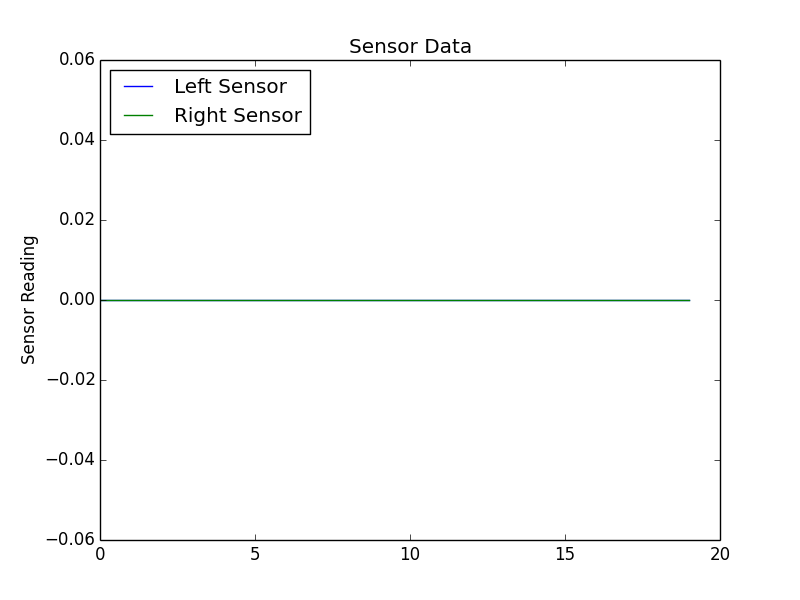 Sensor Data
0.06
Left Sensor
Right Sensor
0.04
0.02
Sensor Reading
0.00
−0.02
−0.04
−0.06
0 5 10 15 20